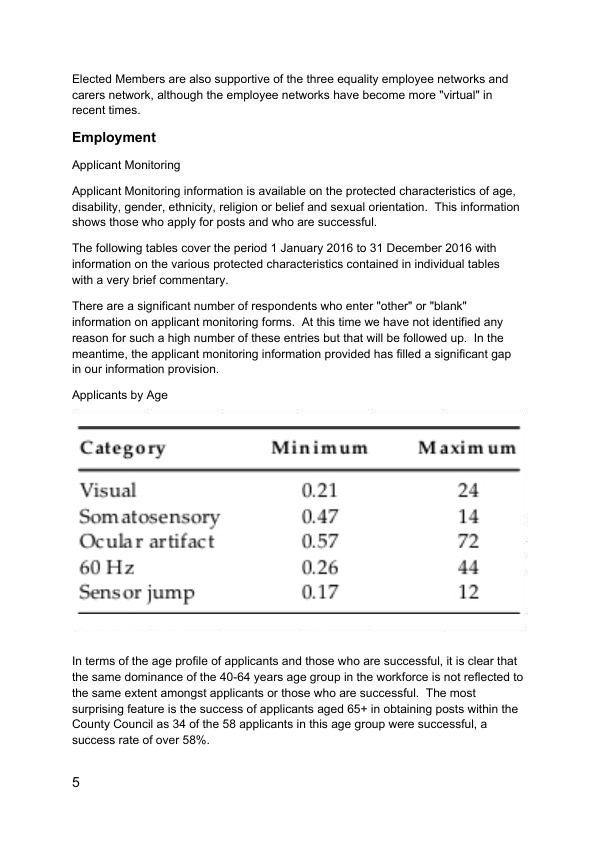 Elected Members are also supportive of the three equality employee networks and
carers network, although the employee networks have become more "virtual" in
recent times.
Employment
Applicant Monitoring
Applicant Monitoring information is available on the protected characteristics of age,
disability, gender, ethnicity, religion or belief and sexual orientation.  This information
shows those who apply for posts and who are successful.
The following tables cover the period 1 January 2016 to 31 December 2016 with
information on the various protected characteristics contained in individual tables
with a very brief commentary.
There are a significant number of respondents who enter "other" or "blank"
information on applicant monitoring forms.  At this time we have not identified any
reason for such a high number of these entries but that will be followed up.  In the
meantime, the applicant monitoring information provided has filled a significant gap
in our information provision.
Applicants by Age
Category Minimum Maximum
Visual 0.21 24
Somatosensory 0.47 14
Ocular artifact 0.57 72
60 Hz 0.26 44
Sensor jump 0.17 12
In terms of the age profile of applicants and those who are successful, it is clear that
the same dominance of the 40-64 years age group in the workforce is not reflected to
the same extent amongst applicants or those who are successful.  The most
surprising feature is the success of applicants aged 65+ in obtaining posts within the
County Council as 34 of the 58 applicants in this age group were successful, a
success rate of over 58%.
5